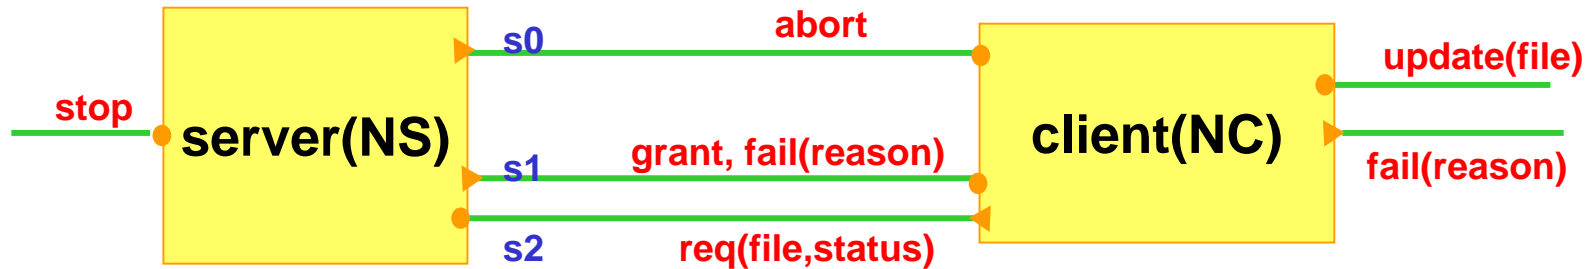 s0
abort
update(file)
stop
server(NS)
client(NC)
s1
grant, fail(reason)
fail(reason)
s2
req(file,status)